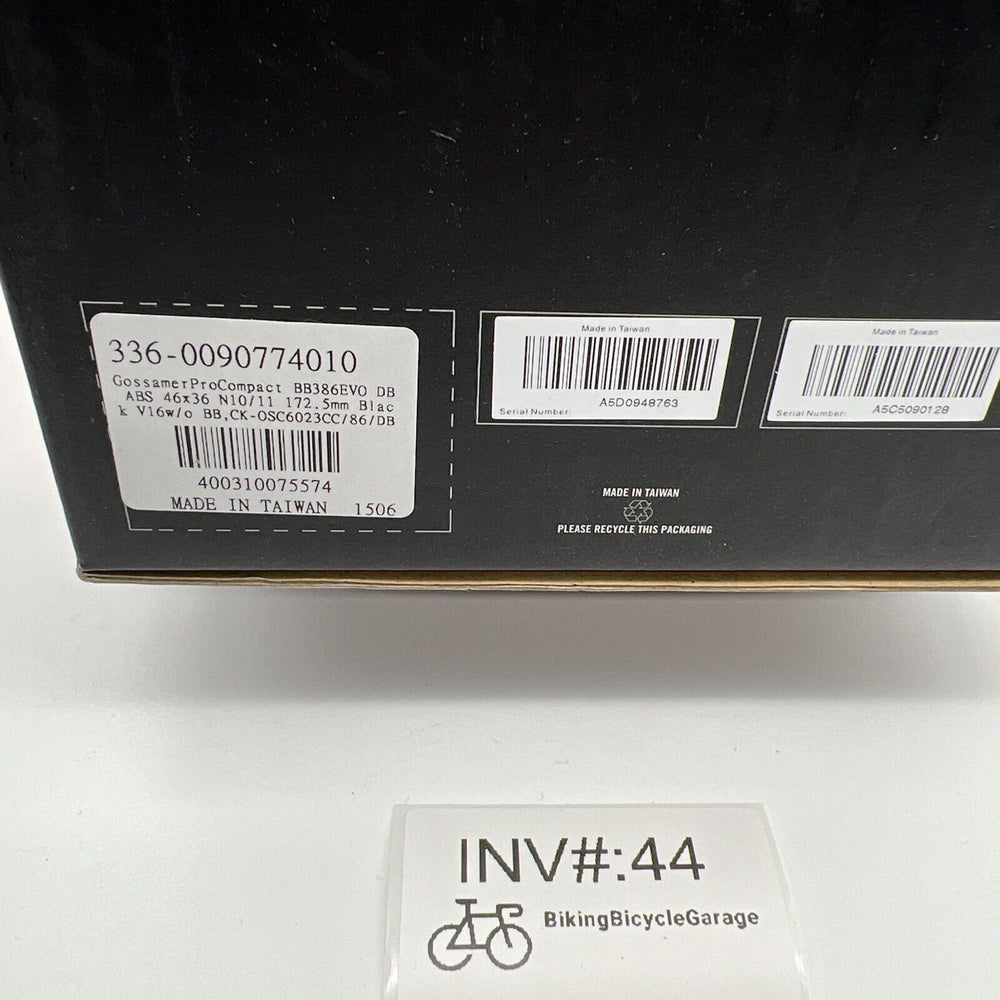 336-0090774010
GossamerProCompact BB386EVO DB
ABS 46x36 N10/11 172.5mm Blac
k V16w/o BB,CK-OSC6023CC/86/DB
400310075574
MADE IN TAIWAN 1506
Made in Taiwan
Serial Number: A5D0948763
Made in Taiwan
Serial Number: A5C5090128
MADE IN TAIWAN
PLEASE RECYCLE THIS PACKAGING
INV#:44
BikingBicycleGarage